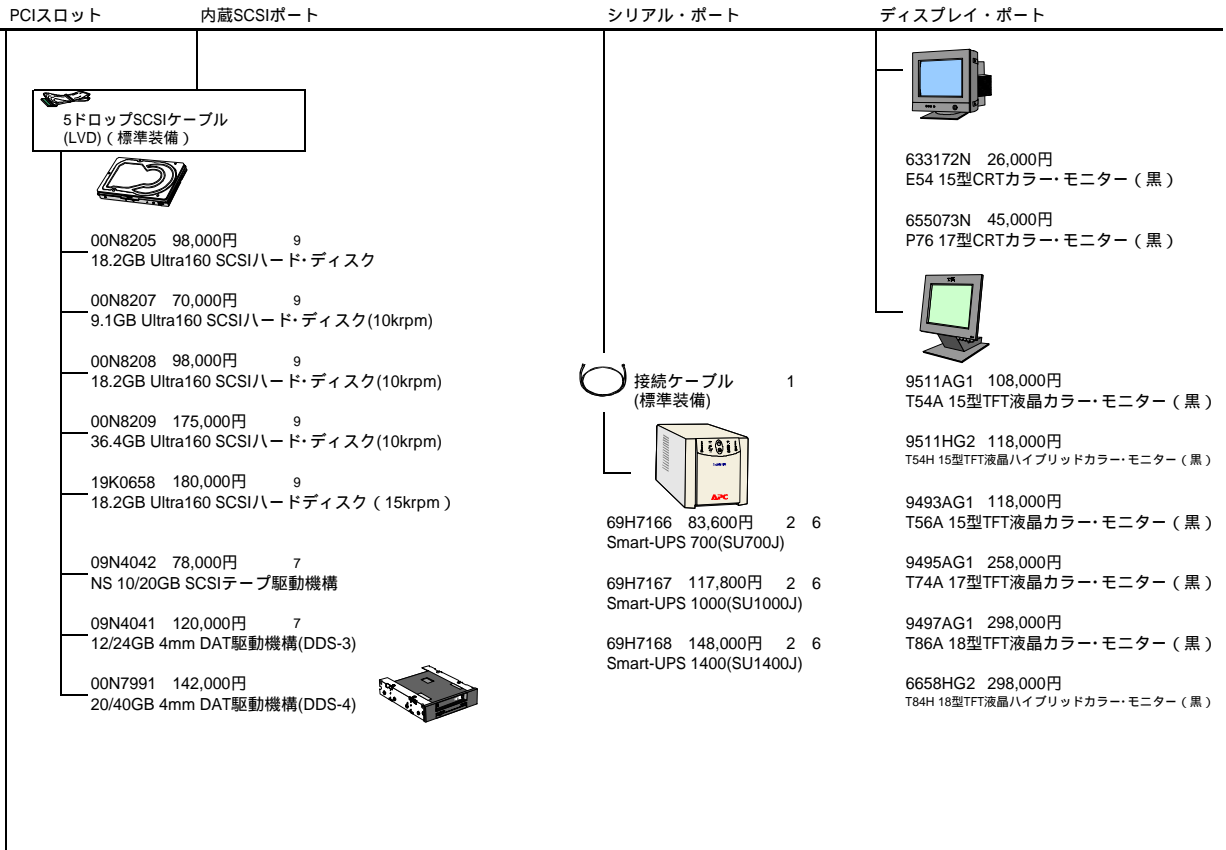 PCIスロット
内蔵SCSIポート
シリアル・ポート
ディスプレイ・ポート
5ドロップSCSIケーブル
(LVD)（標準装備）
00N8205 98,000円 9
18.2GB Ultra160 SCSIハード・ディスク
00N8207 70,000円 9
9.1GB Ultra160 SCSIハード・ディスク(10krpm)
00N8208 98,000円 9
18.2GB Ultra160 SCSIハード・ディスク(10krpm)
00N8209 175,000円 9
36.4GB Ultra160 SCSIハード・ディスク(10krpm)
19K0658 180,000円 9
18.2GB Ultra160 SCSIハードディスク（15krpm）
09N4042 78,000円 7
NS 10/20GB SCSIテープ駆動機構
09N4041 120,000円 7
12/24GB 4mm DAT駆動機構(DDS-3)
00N7991 142,000円
20/40GB 4mm DAT駆動機構(DDS-4)
接続ケーブル 1
(標準装備)
APC
69H7166 83,600円 2 6
Smart-UPS 700(SU700J)
69H7167 117,800円 2 6
Smart-UPS 1000(SU1000J)
69H7168 148,000円 2 6
Smart-UPS 1400(SU1400J)
633172N 26,000円
E54 15型CRTカラー・モニター（黒）
655073N 45,000円
P76 17型CRTカラー・モニター（黒）
9511AG1 108,000円
T54A 15型TFT液晶カラー・モニター（黒）
9511HG2 118,000円
T54H 15型TFT液晶ハイブリッドカラー・モニター（黒）
9493AG1 118,000円
T56A 15型TFT液晶カラー・モニター（黒）
9495AG1 258,000円
T74A 17型TFT液晶カラー・モニター（黒）
9497AG1 298,000円
T86A 18型TFT液晶カラー・モニター（黒）
6658HG2 298,000円
T84H 18型TFT液晶ハイブリッドカラー・モニター（黒）